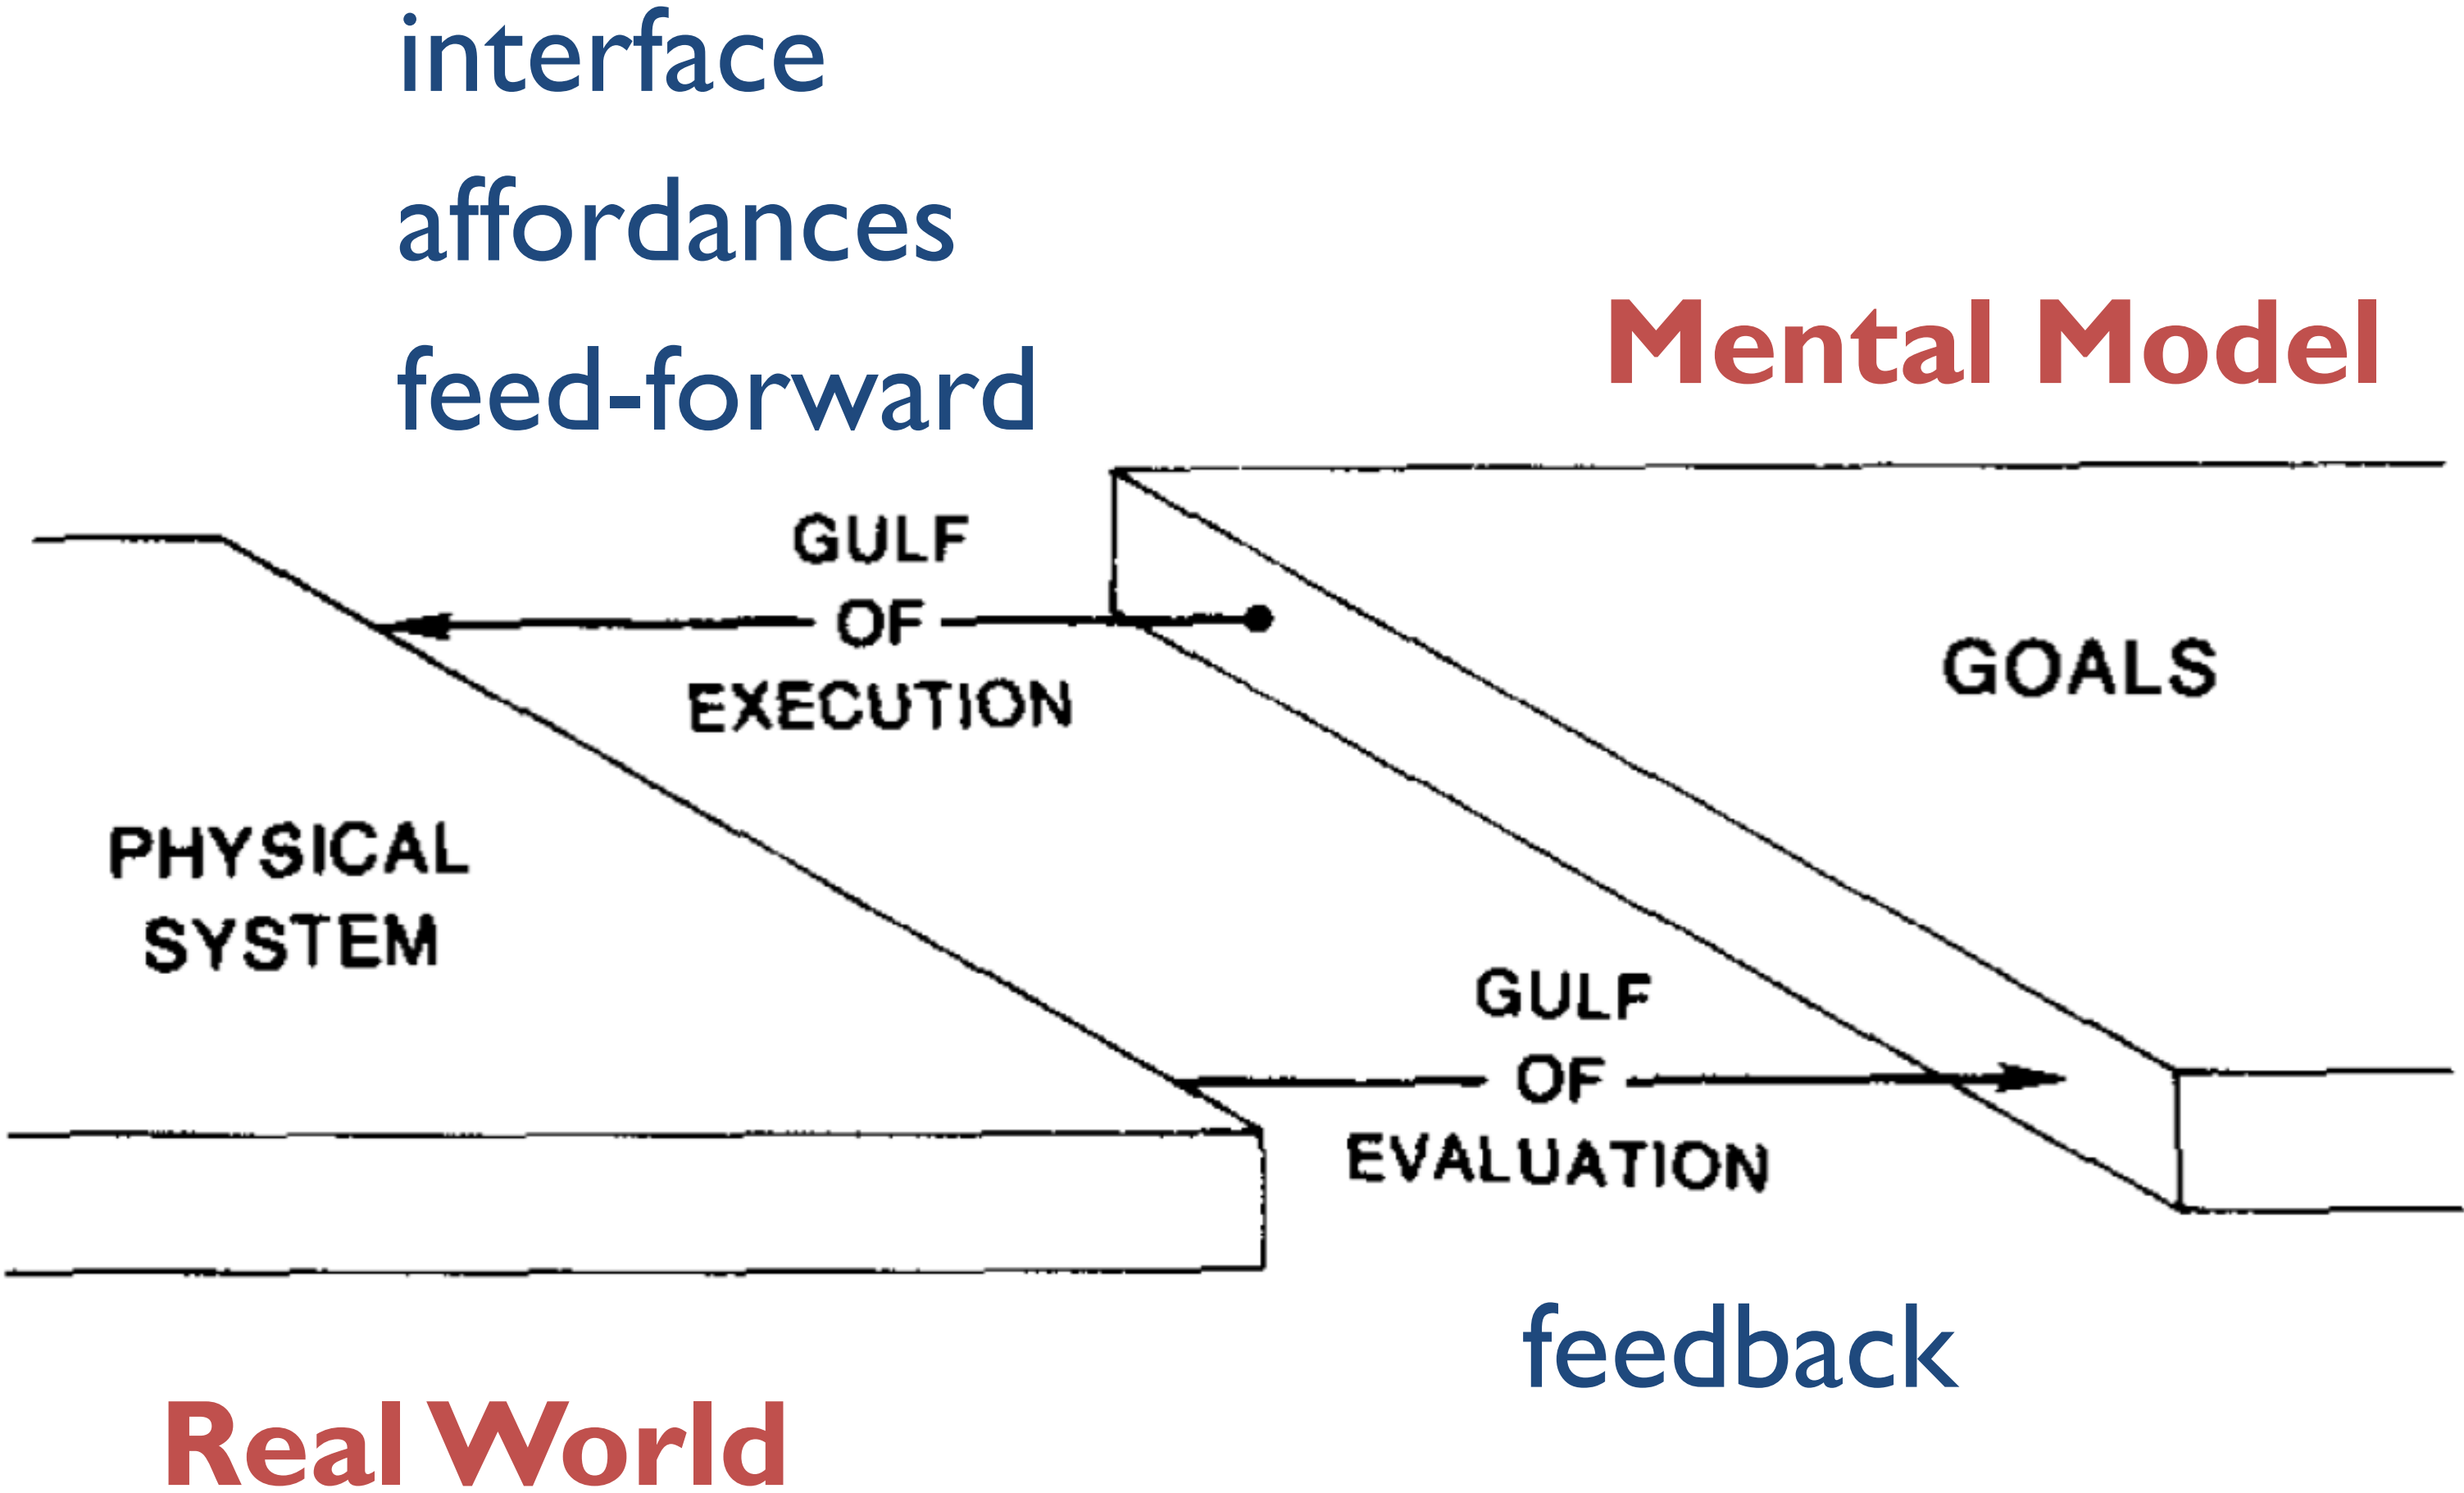 interface
affordances
feed-forward
Mental Model
GULF
OF
EXECUTION
GOALS
PHYSICAL
SYSTEM
GULF
OF
EVALUATION
feedback
Real World